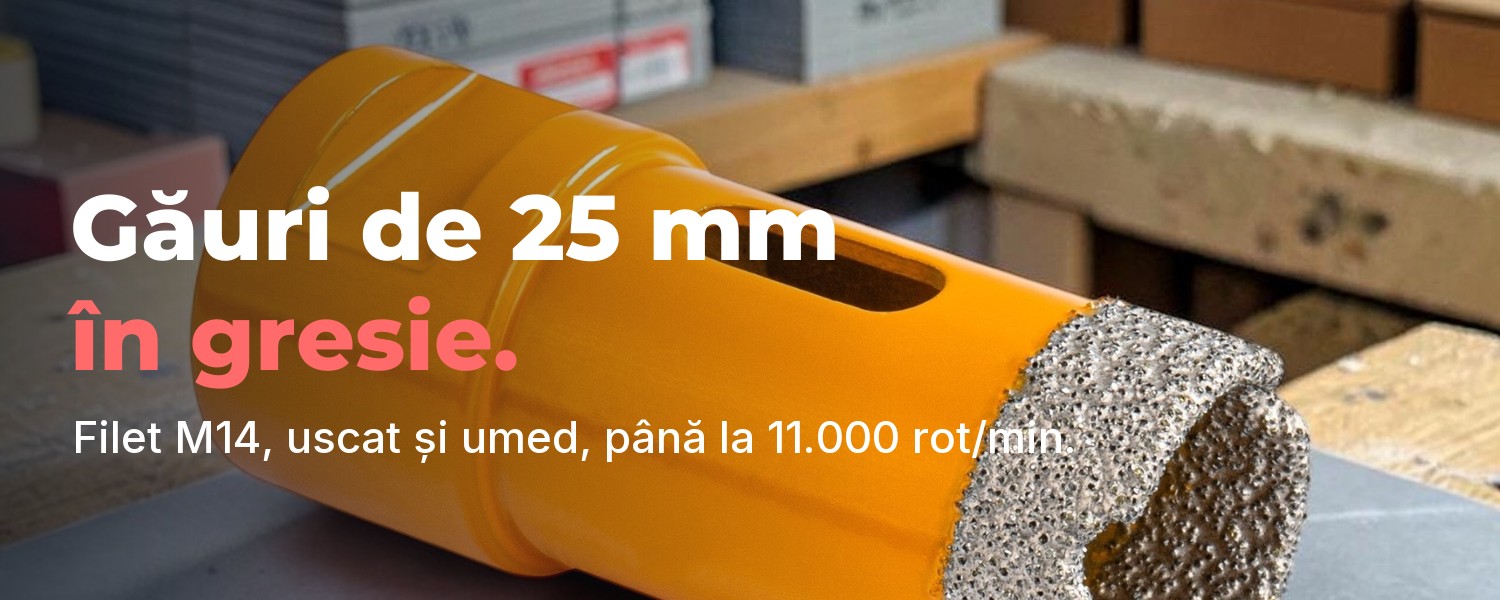 Găuri de 25 mm
în gresie.
Filet M14, uscat și umed, până la 11.000 rot/min.